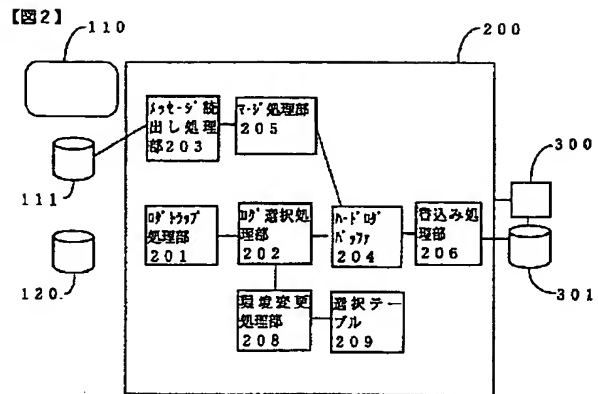 【図2】
110
200
メッセージ読
出し処理
部203
マージ処理部
205
300
111
ログトラップ
処理部
201
ログ選択処
理部
202
ハードログ
バッファ
204
書込み処
理部
206
120.
301
環境変更
処理部
208
選択テー
ブル
209